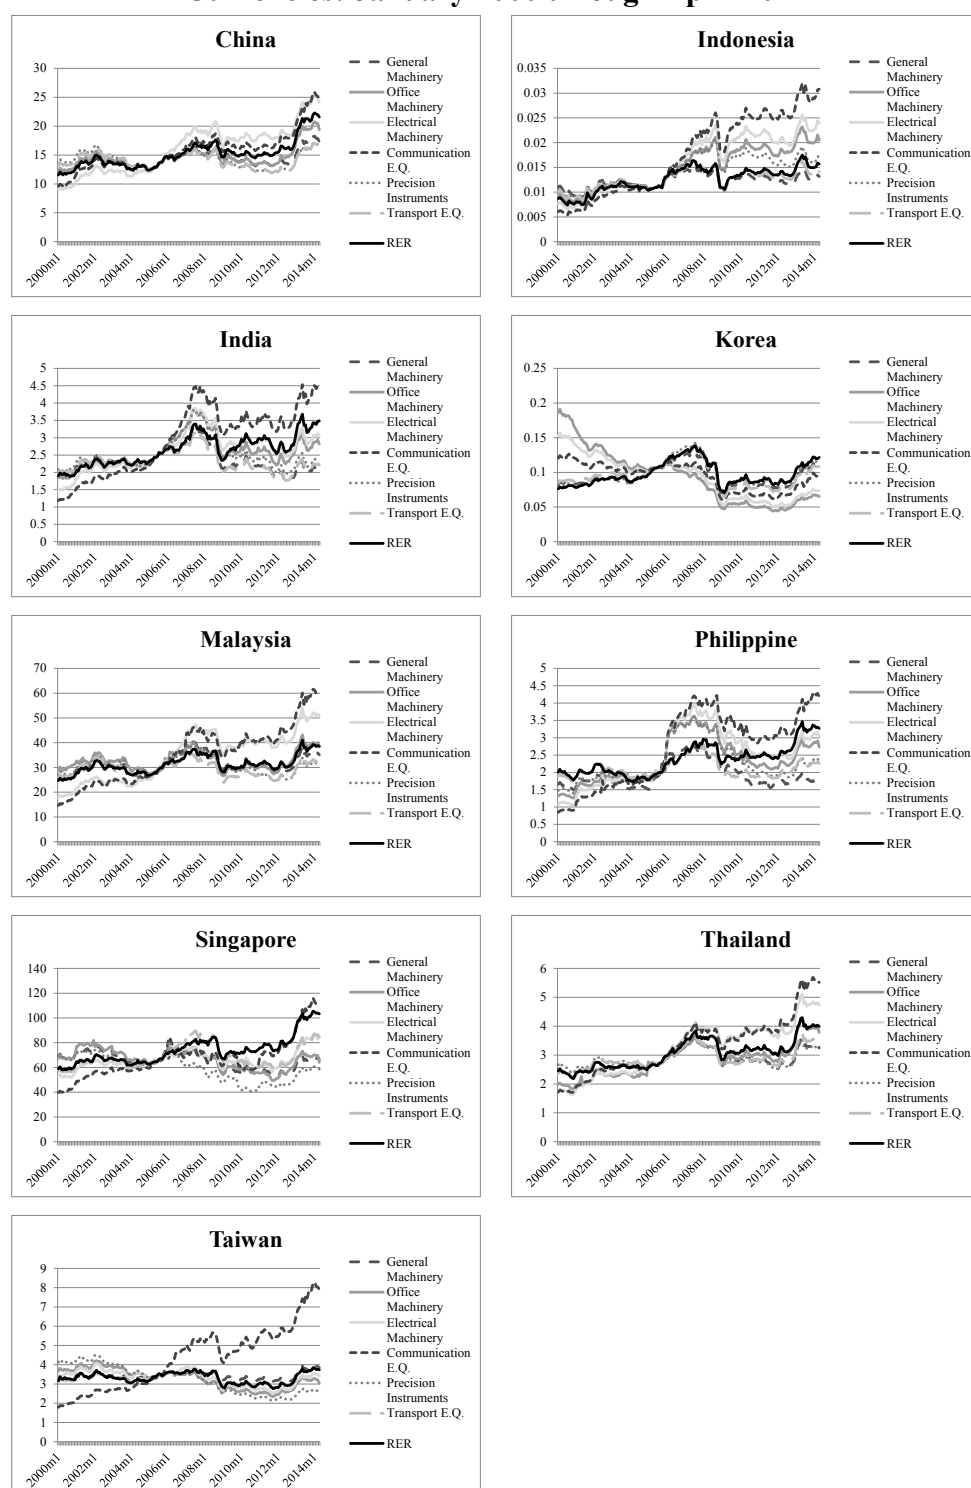 China
30
25
20
15
10
5
0
2000m1
2002m1
2004m1
2006m1
2008m1
2010m1
2012m1
2014m1
General
Machinery
Office
Machinery
Electrical
Machinery
Communication
E.Q.
Precision
Instruments
Transport E.Q.
RER
Indonesia
0.035
0.03
0.025
0.02
0.015
0.01
0.005
0
2000m1
2002m1
2004m1
2006m1
2008m1
2010m1
2012m1
2014m1
General
Machinery
Office
Machinery
Electrical
Machinery
Communication
E.Q.
Precision
Instruments
Transport E.Q.
RER
India
5
4.5
4
3.5
3
2.5
2
1.5
1
0.5
0
2000m1
2002m1
2004m1
2006m1
2008m1
2010m1
2012m1
2014m1
General
Machinery
Office
Machinery
Electrical
Machinery
Communication
E.Q.
Precision
Instruments
Transport E.Q.
RER
Korea
0.25
0.2
0.15
0.1
0.05
0
2000m1
2002m1
2004m1
2006m1
2008m1
2010m1
2012m1
2014m1
General
Machinery
Office
Machinery
Electrical
Machinery
Communication
E.Q.
Precision
Instruments
Transport E.Q.
RER
Malaysia
70
60
50
40
30
20
10
0
2000m1
2002m1
2004m1
2006m1
2008m1
2010m1
2012m1
2014m1
General
Machinery
Office
Machinery
Electrical
Machinery
Communication
E.Q.
Precision
Instruments
Transport E.Q.
RER
Philippine
5
4.5
4
3.5
3
2.5
2
1.5
1
0.5
0
2000m1
2002m1
2004m1
2006m1
2008m1
2010m1
2012m1
2014m1
General
Machinery
Office
Machinery
Electrical
Machinery
Communication
E.Q.
Precision
Instruments
Transport E.Q.
RER
Singapore
140
120
100
80
60
40
20
0
2000m1
2002m1
2004m1
2006m1
2008m1
2010m1
2012m1
2014m1
General
Machinery
Office
Machinery
Electrical
Machinery
Communication
E.Q.
Precision
Instruments
Transport E.Q.
RER
Thailand
6
5
4
3
2
1
0
2000m1
2002m1
2004m1
2006m1
2008m1
2010m1
2012m1
2014m1
General
Machinery
Office
Machinery
Electrical
Machinery
Communication
E.Q.
Precision
Instruments
Transport E.Q.
RER
Taiwan
9
8
7
6
5
4
3
2
1
0
2000m1
2002m1
2004m1
2006m1
2008m1
2010m1
2012m1
2014m1
General
Machinery
Office
Machinery
Electrical
Machinery
Communication
E.Q.
Precision
Instruments
Transport E.Q.
RER